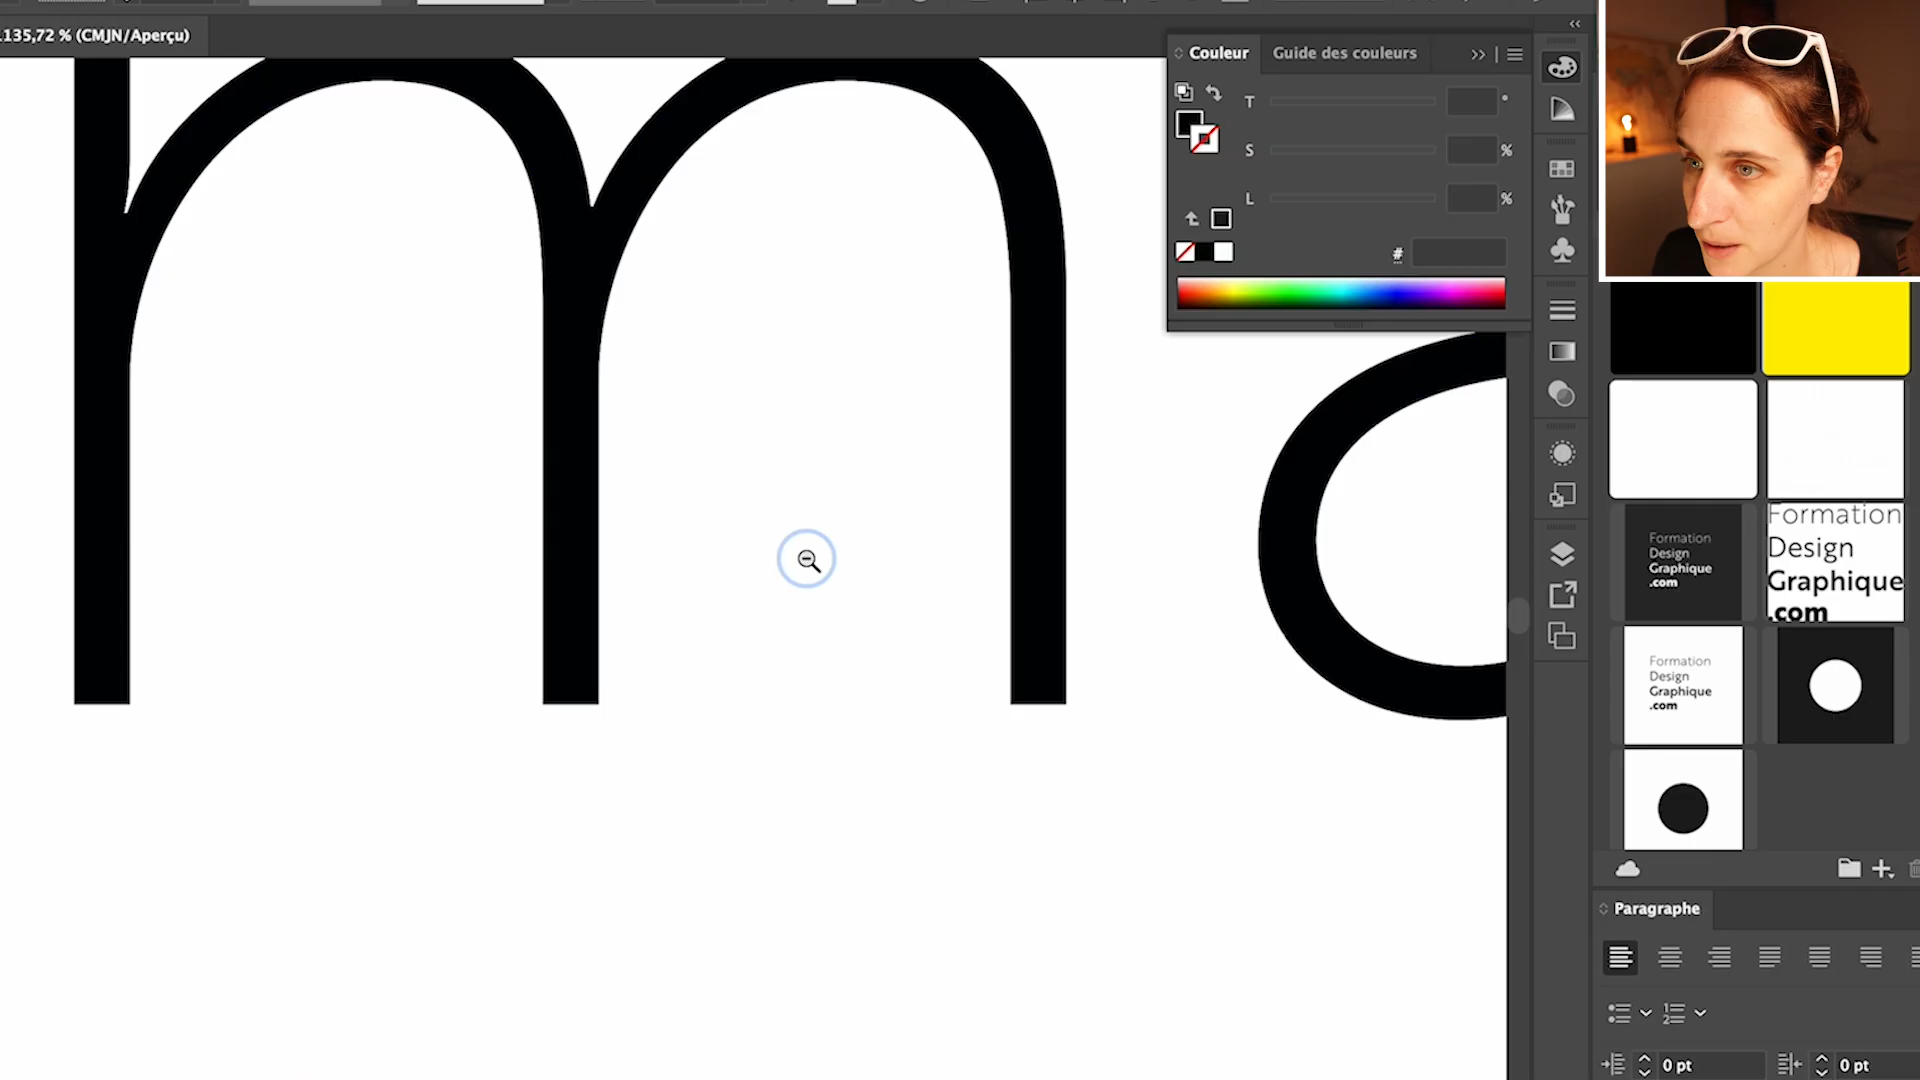 1135,72 % (CMJN/Aperçu)
m
Couleur
Guide des couleurs
T
°
S
%
L
%
#
Formation
Design
Graphique
.com
Formation
Design
Graphique
.com
Formation
Design
Graphique
.com
Paragraphe
0 pt
0 pt